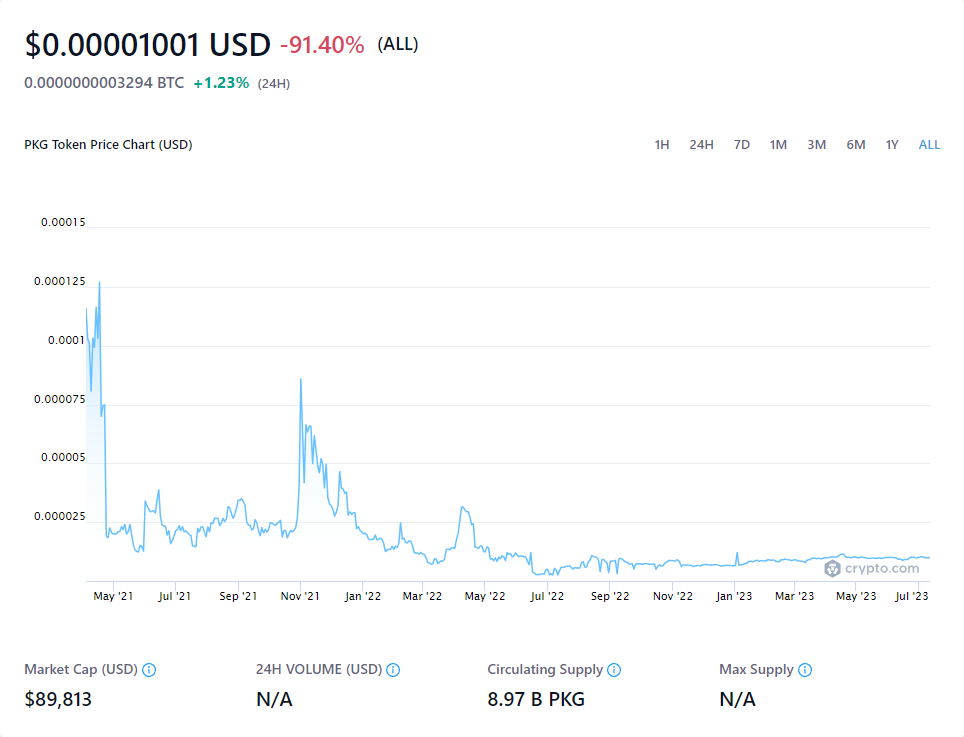 $0.00001001 USD -91.40% (ALL)
0.0000000003294 BTC +1.23% (24H)
PKG Token Price Chart (USD) 1H 24H 7D 1M 3M 6M 1Y ALL
0.00015
0.000125
0.0001
0.000075
0.00005
0.000025
crypto.com
May '21 Jul '21 Sep '21 Nov '21 Jan '22 Mar '22 May '22 Jul '22 Sep '22 Nov '22 Jan '23 Mar '23 May '23 Jul '23
Market Cap (USD) 24H VOLUME (USD) Circulating Supply Max Supply
$89,813 N/A 8.97 B PKG N/A